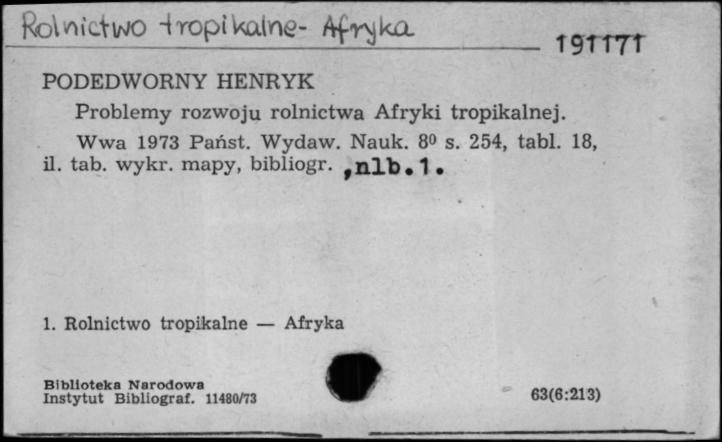 Rolnictwo tropikalne- Afryka
191171
PODEDWORNY HENRYK
Problemy rozwoju rolnictwa Afryki tropikalnej.
Wwa 1973 Państ. Wydaw. Nauk. 8⁰ s. 254, tabl. 18,
il. tab. wykr. mapy, bibliogr. ,nlb.1.
1. Rolnictwo tropikalne — Afryka
Biblioteka Narodowa
Instytut Bibliograf. 11480/73
63(6:213)